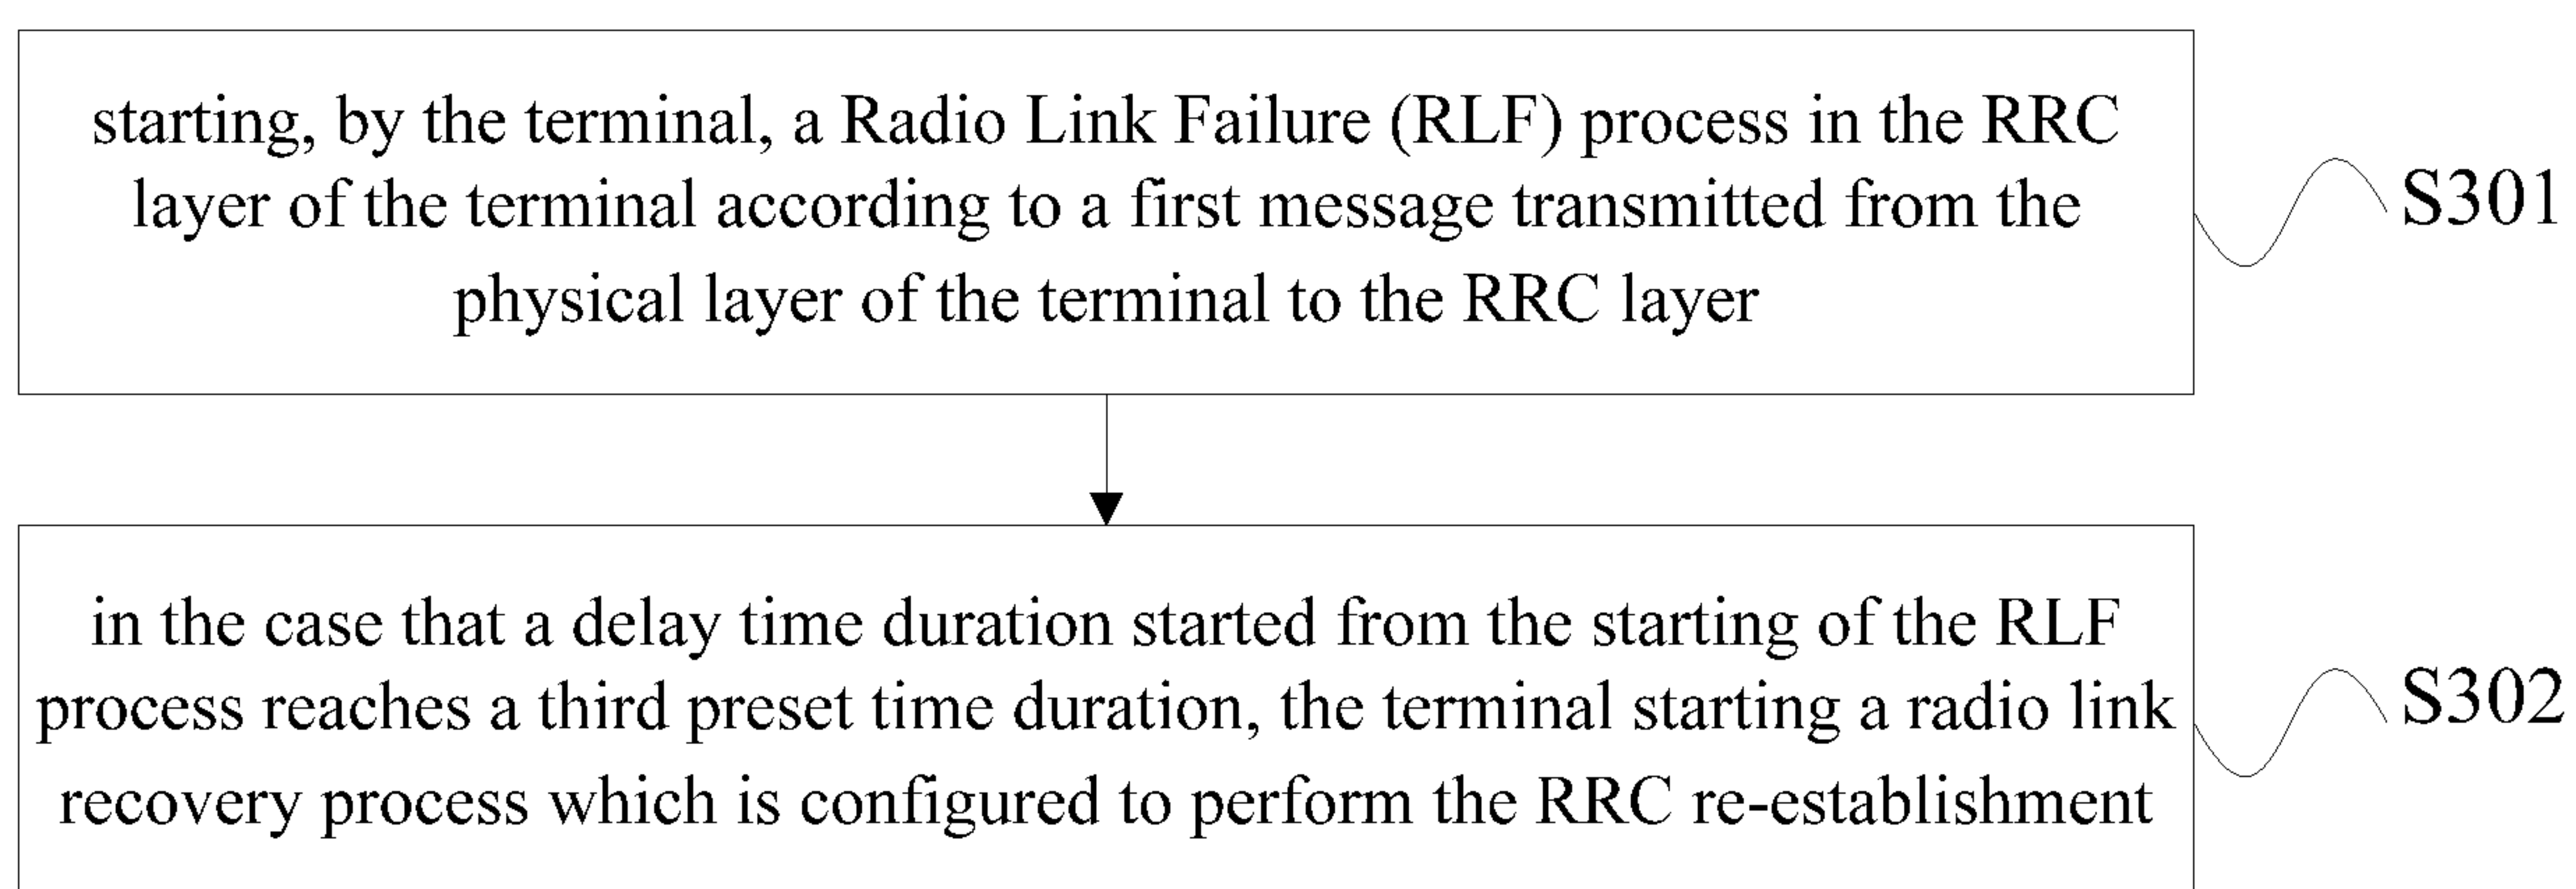 starting, by the terminal, a Radio Link Failure (RLF) process in the RRC
layer of the terminal according to a first message transmitted from the
physical layer of the terminal to the RRC layer
S301
in the case that a delay time duration started from the starting of the RLF
process reaches a third preset time duration, the terminal starting a radio link
recovery process which is configured to perform the RRC re-establishment
S302